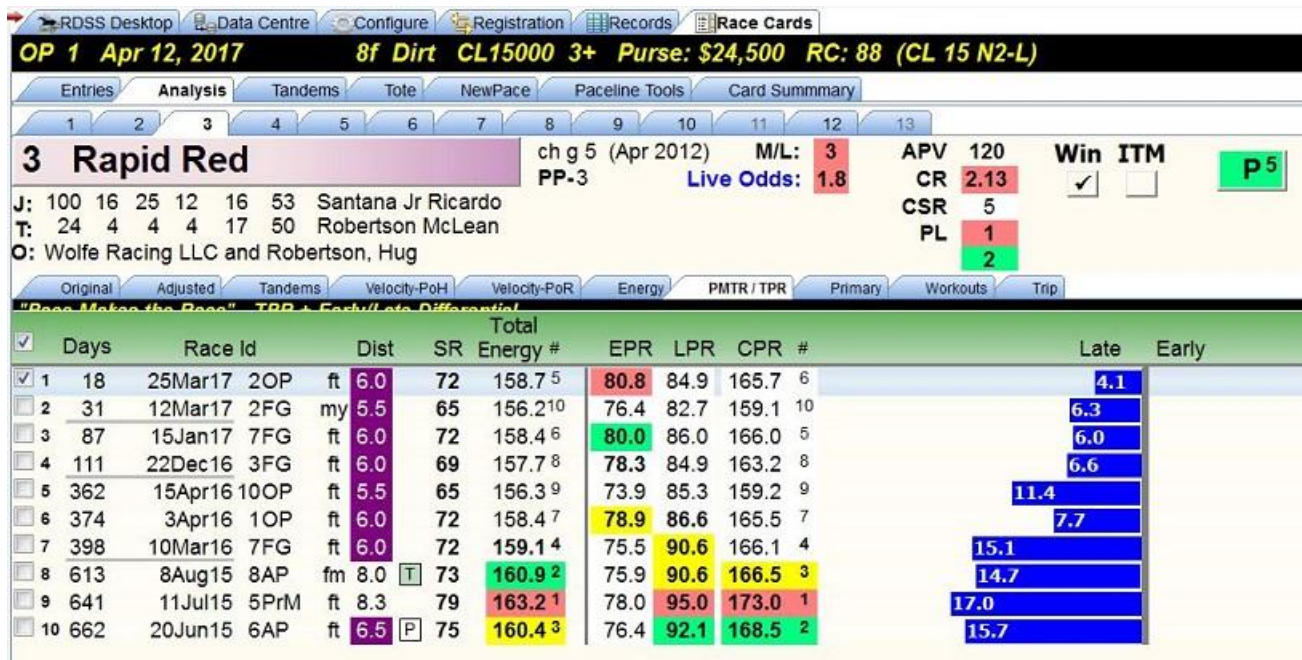 RDSS Desktop Data Centre Configure Registration Records Race Cards
OP 1 Apr 12, 2017 8f Dirt CL15000 3+ Purse: $24,500 RC: 88 (CL 15 N2-L)
Entries Analysis Tandems Tote NewPace Paceline Tools Card Summmary
1 2 3 4 5 6 7 8 9 10 11 12 13
3 Rapid Red ch g 5 (Apr 2012) M/L: 3 APV 120 Win ITM P5
PP-3 Live Odds: 1.8 CR 2.13
J: 100 16 25 12 16 53 Santana Jr Ricardo CSR 5
T: 24 4 4 4 17 50 Robertson McLean PL 1
O: Wolfe Racing LLC and Robertson, Hug 2
Original Adjusted Tandems Velocity-PoH Velocity-PoR Energy PMTR / TPR Primary Workouts Trip
"Pace Makes the Race" TPR + Early/Late Differential
Days Race Id Dist SR Total Energy # EPR LPR CPR # Late Early
1 18 25Mar17 2OP ft 6.0 72 158.7 5 80.8 84.9 165.7 6 4.1
2 31 12Mar17 2FG my 5.5 65 156.2 10 76.4 82.7 159.1 10 6.3
3 87 15Jan17 7FG ft 6.0 72 158.4 6 80.0 86.0 166.0 5 6.0
4 111 22Dec16 3FG ft 6.0 69 157.7 8 78.3 84.9 163.2 8 6.6
5 362 15Apr16 10OP ft 5.5 65 156.3 9 73.9 85.3 159.2 9 11.4
6 374 3Apr16 1OP ft 6.0 72 158.4 7 78.9 86.6 165.5 7 7.7
7 398 10Mar16 7FG ft 6.0 72 159.1 4 75.5 90.6 166.1 4 15.1
8 613 8Aug15 8AP fm 8.0 T 73 160.9 2 75.9 90.6 166.5 3 14.7
9 641 11Jul15 5PrM ft 8.3 79 163.2 1 78.0 95.0 173.0 1 17.0
10 662 20Jun15 6AP ft 6.5 P 75 160.4 3 76.4 92.1 168.5 2 15.7